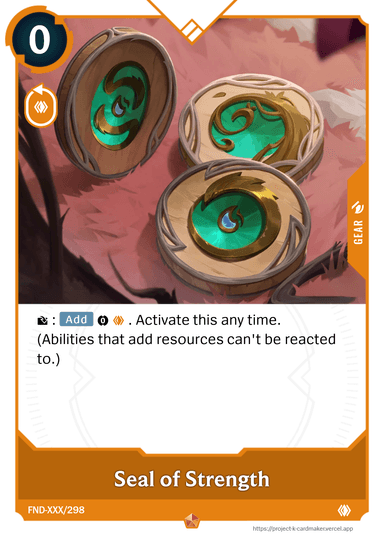 0
GEAR
: Add 0 . Activate this any time.
(Abilities that add resources can't be reacted
to.)
Seal of Strength
FND-XXX/298
https://project-k-cardmaker.vercel.app